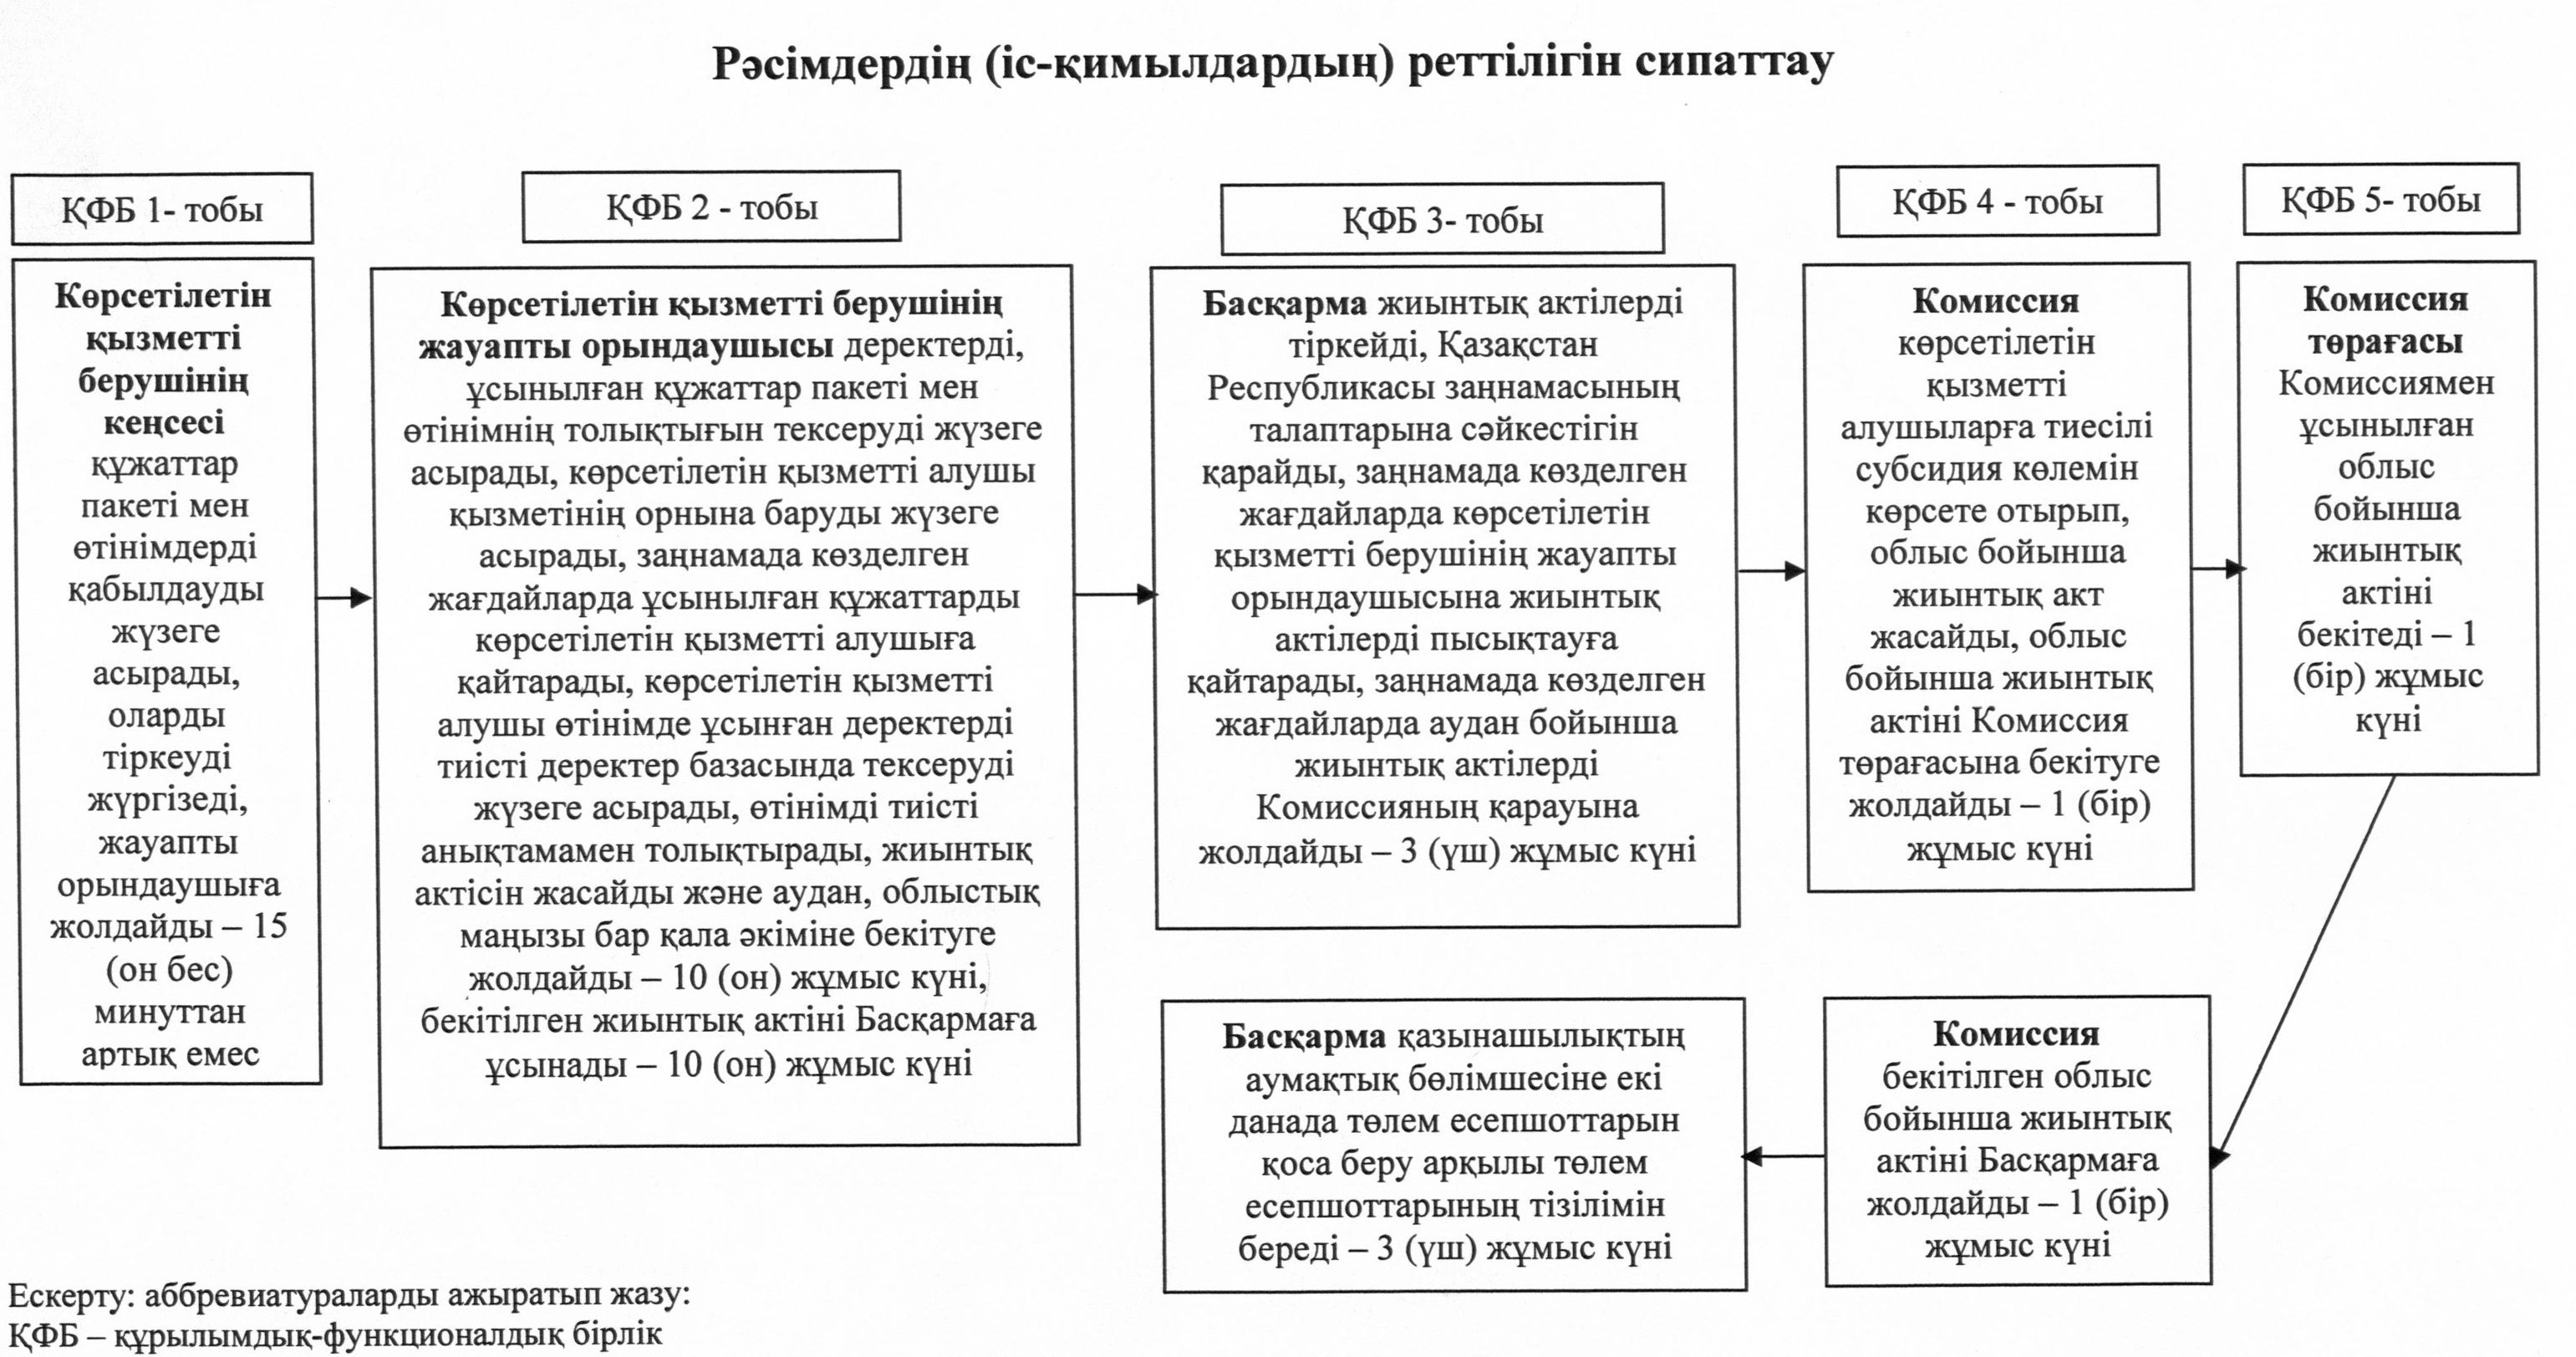 Рәсімдердің (іс-қимылдардың) реттілігін сипаттау
ҚФБ 1- тобы
Көрсетілетін
қызметті
берушінің
кеңсесі
құжаттар
пакеті мен
өтінімдерді
қабылдауды
жүзеге
асырады,
оларды
тіркеуді
жүргізеді,
жауапты
орындаушыға
жолдайды – 15
(он бес)
минуттан
артық емес
ҚФБ 2 - тобы
Көрсетілетін қызметті берушінің
жауапты орындаушысы деректерді,
ұсынылған құжаттар пакеті мен
өтінімнің толықтығын тексеруді жүзеге
асырады, көрсетілетін қызметті алушы
қызметінің орнына баруды жүзеге
асырады, заңнамада көзделген
жағдайларда ұсынылған құжаттарды
көрсетілетін қызметті алушыға
қайтарады, көрсетілетін қызметті
алушы өтінімде ұсынған деректерді
тиісті деректер базасында тексеруді
жүзеге асырады, өтінімді тиісті
анықтамамен толықтырады, жиынтық
актісін жасайды және аудан, облыстық
маңызы бар қала әкіміне бекітуге
жолдайды – 10 (он) жұмыс күні,
бекітілген жиынтық актіні Басқармаға
ұсынады – 10 (он) жұмыс күні
ҚФБ 3- тобы
Басқарма жиынтық актілерді
тіркейді, Қазақстан
Республикасы заңнамасының
талаптарына сәйкестігін
қарайды, заңнамада көзделген
жағдайларда көрсетілетін
қызметті берушінің жауапты
орындаушысына жиынтық
актілерді пысықтауға
қайтарады, заңнамада көзделген
жағдайларда аудан бойынша
жиынтық актілерді
Комиссияның қарауына
жолдайды – 3 (үш) жұмыс күні
ҚФБ 4 - тобы
Комиссия
көрсетілетін
қызметті
алушыларға тиесілі
субсидия көлемін
көрсете отырып,
облыс бойынша
жиынтық акт
жасайды, облыс
бойынша жиынтық
актіні Комиссия
төрағасына бекітуге
жолдайды – 1 (бір)
жұмыс күні
ҚФБ 5- тобы
Комиссия
төрағасы
Комиссиямен
ұсынылған
облыс
бойынша
жиынтық
актіні
бекітеді – 1
(бір) жұмыс
күні
Комиссия
бекітілген облыс
бойынша жиынтық
актіні Басқармаға
жолдайды – 1 (бір)
жұмыс күні
Басқарма қазынашылықтың
аумақтық бөлімшесіне екі
данада төлем есепшоттарын
қоса беру арқылы төлем
есепшоттарының тізілімін
береді – 3 (үш) жұмыс күні
Ескерту: аббревиатураларды ажыратып жазу:
ҚФБ – құрылымдық-функционалдық бірлік